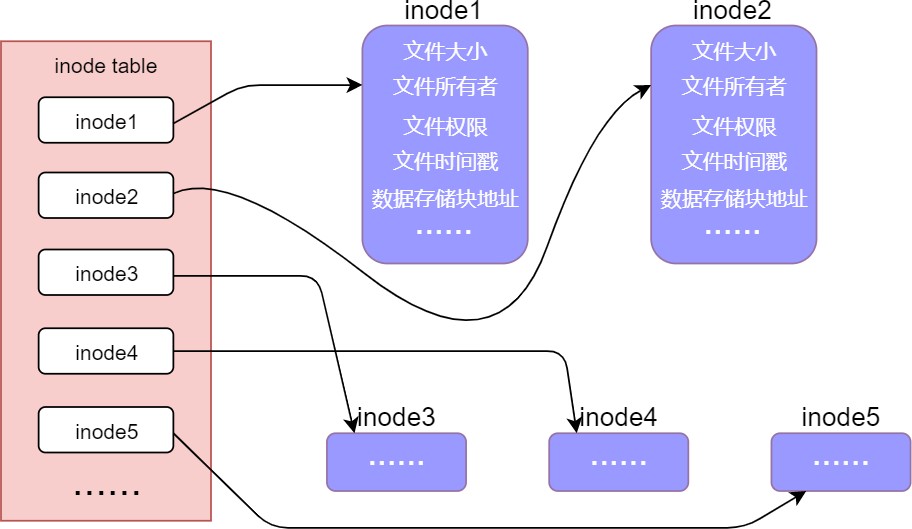 inode table
inode1
inode2
inode3
inode4
inode5
······
inode1
文件大小
文件所有者
文件权限
文件时间戳
数据存储块地址
······
inode2
文件大小
文件所有者
文件权限
文件时间戳
数据存储块地址
······
inode3
······
inode4
······
inode5
······